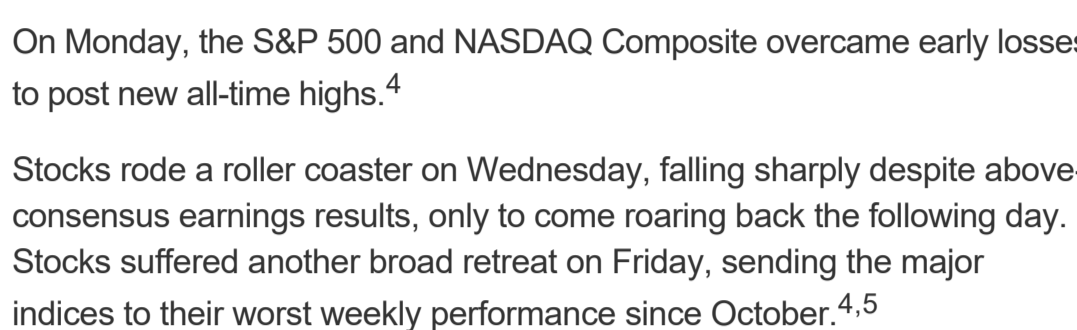 On Monday, the S&P 500 and NASDAQ Composite overcame early losses
to post new all-time highs.4
Stocks rode a roller coaster on Wednesday, falling sharply despite above-
consensus earnings results, only to come roaring back the following day.
Stocks suffered another broad retreat on Friday, sending the major
indices to their worst weekly performance since October.4,5